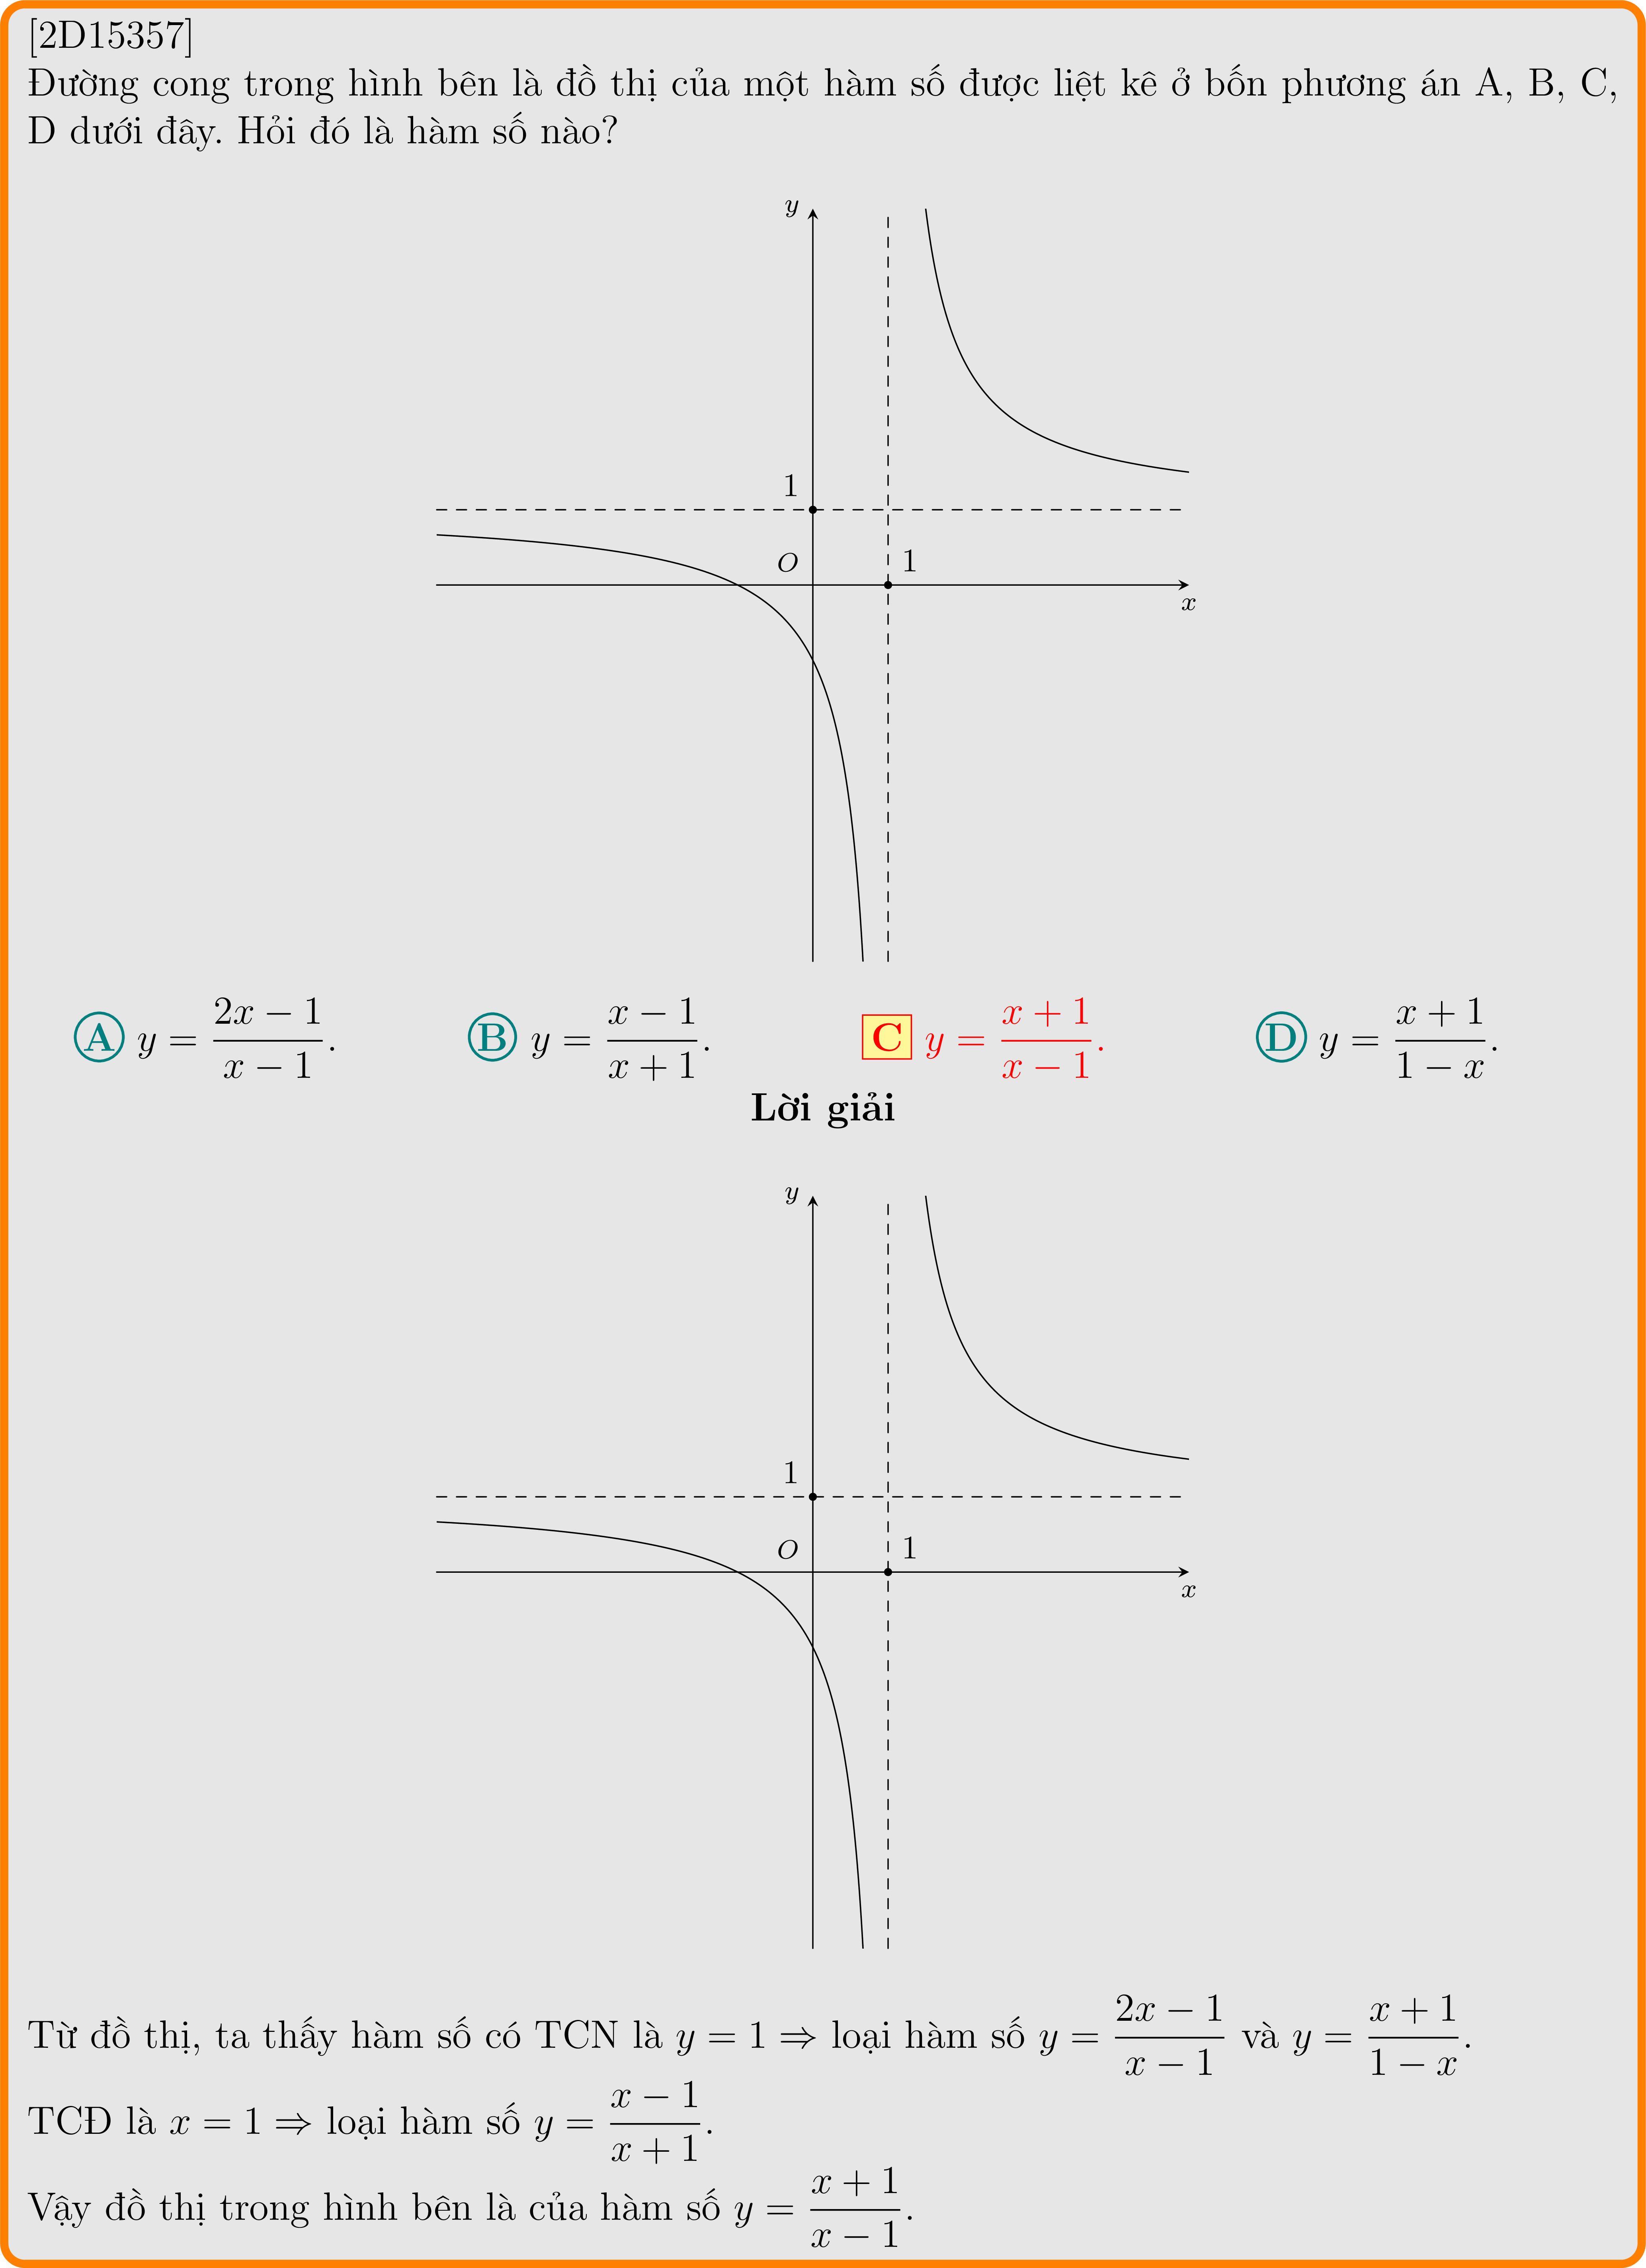 [2D15357]
Đường cong trong hình bên là đồ thị của một hàm số được liệt kê ở bốn phương án A, B, C,
D dưới đây. Hỏi đó là hàm số nào?
y
1
O
1
x
A y = \frac{2x − 1}{x − 1}. B y = \frac{x − 1}{x + 1}. C y = \frac{x + 1}{x − 1}. D y = \frac{x + 1}{1 − x}.
Lời giải
y
1
O
1
x
Từ đồ thị, ta thấy hàm số có TCN là y = 1 ⇒ loại hàm số y = \frac{2x − 1}{x − 1} và y = \frac{x + 1}{1 − x}.
TCĐ là x = 1 ⇒ loại hàm số y = \frac{x − 1}{x + 1}.
Vậy đồ thị trong hình bên là của hàm số y = \frac{x + 1}{x − 1}.